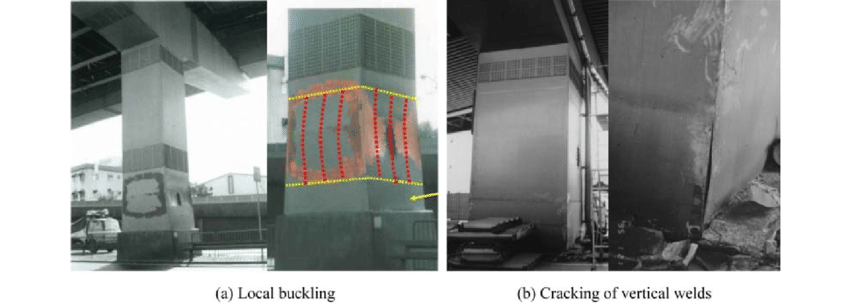 (a) Local buckling
(b) Cracking of vertical welds